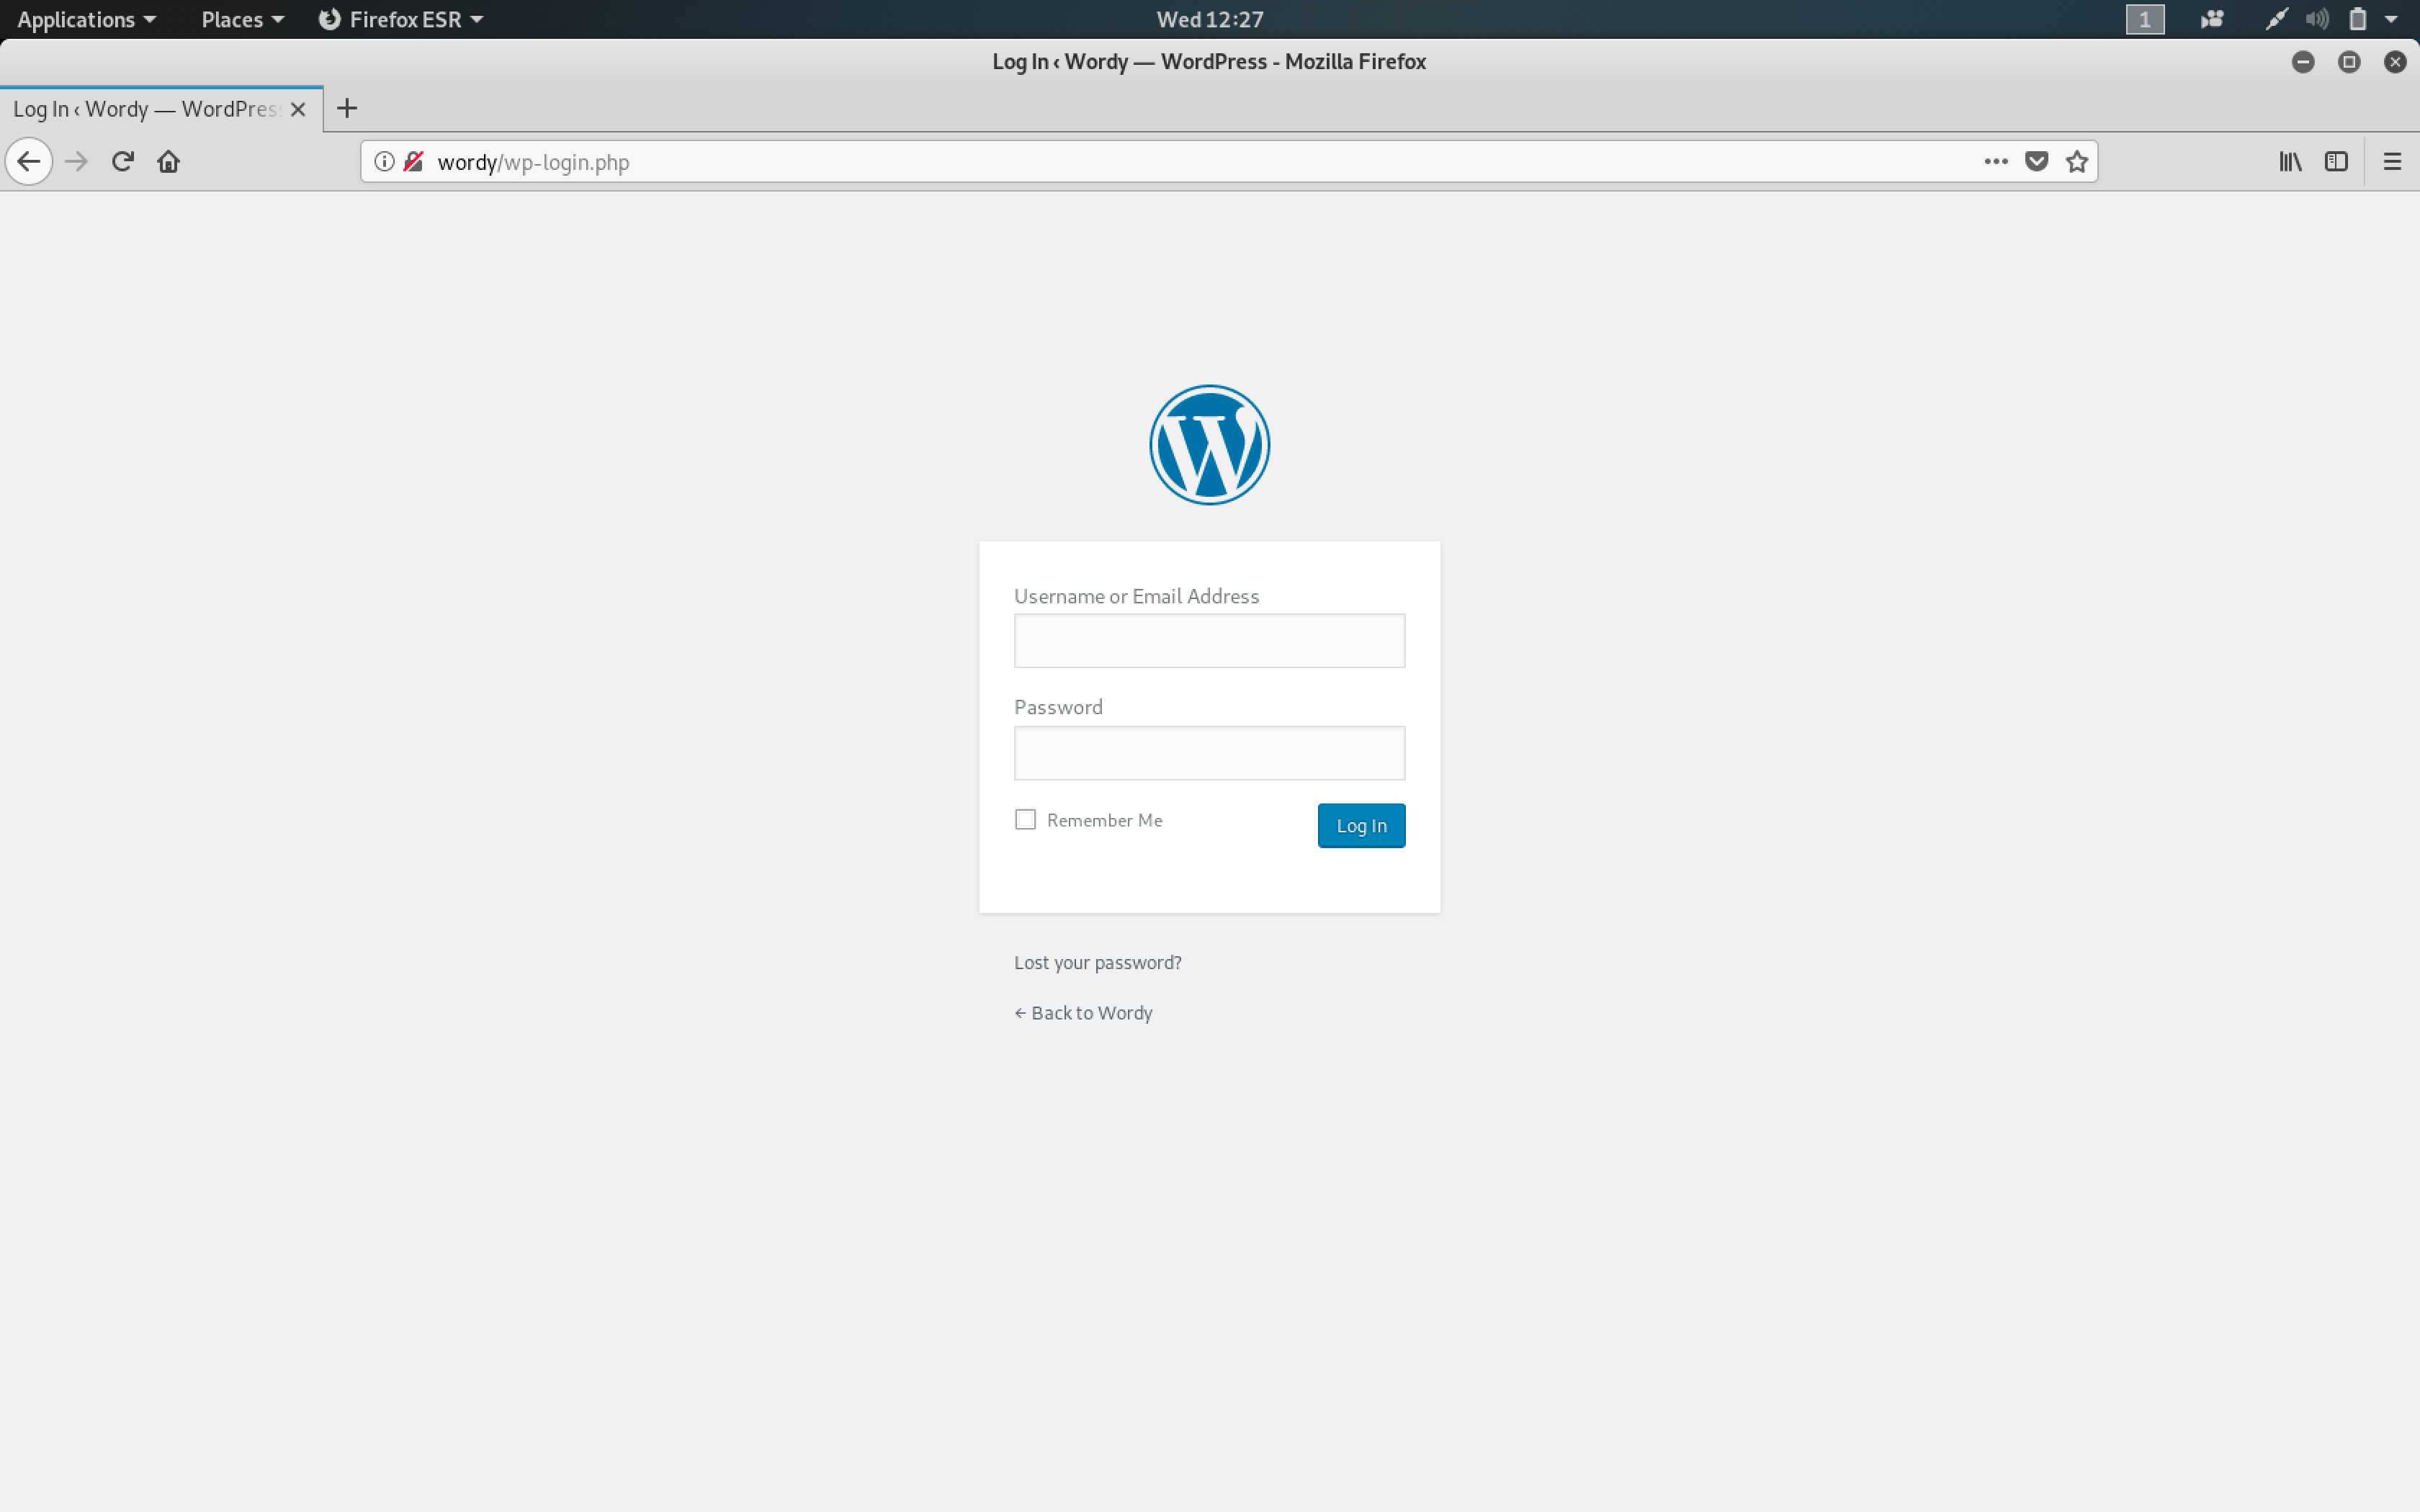 Applications Places Firefox ESR Wed 12:27 1
Log In ‹ Wordy — WordPress - Mozilla Firefox
Log In ‹ Wordy — WordPress
wordy/wp-login.php
Username or Email Address
Password
Remember Me Log In
Lost your password?
← Back to Wordy